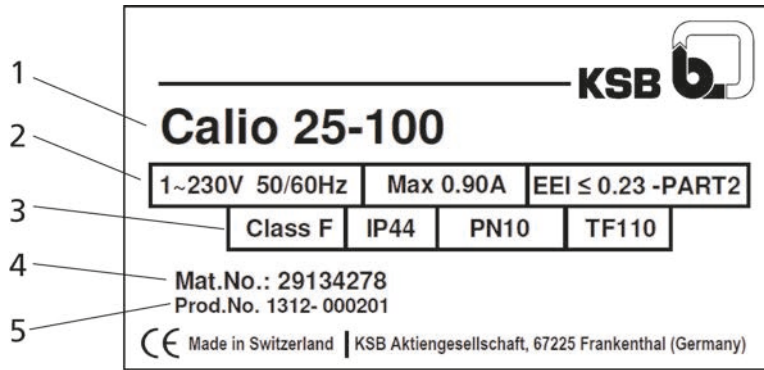 KSB
1 Calio 25-100
2 1~230V 50/60Hz Max 0.90A EEI ≤ 0.23 -PART2
3 Class F IP44 PN10 TF110
4 Mat.No.: 29134278
5 Prod.No. 1312- 000201
CE Made in Switzerland KSB Aktiengesellschaft, 67225 Frankenthal (Germany)